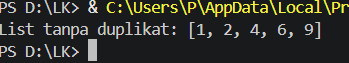 PS D:\LK> & C:\Users\P\AppData\Local\Pr
List tanpa duplikat: [1, 2, 4, 6, 9]
PS D:\LK>